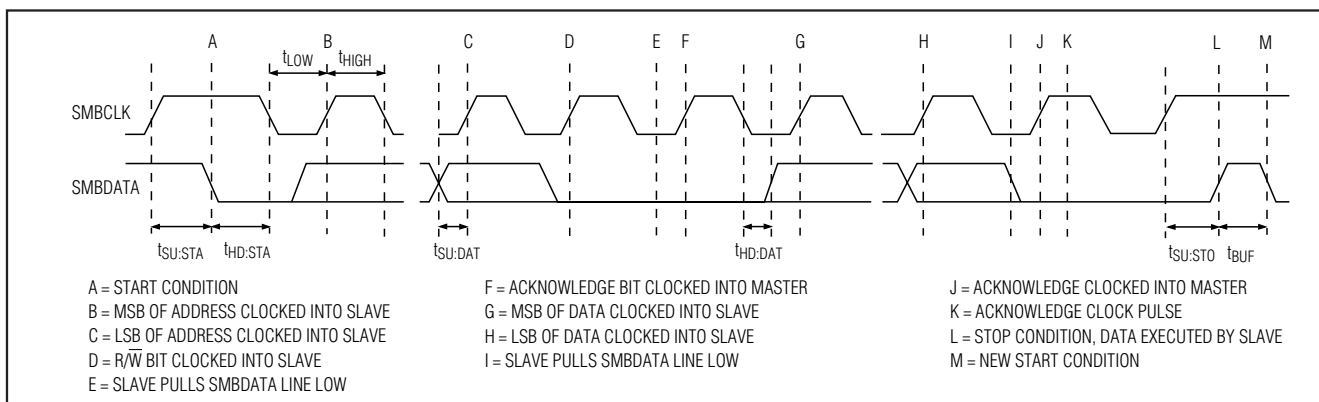 A B C D E F G H I J K L M
tLOW tHIGH
SMBCLK
SMBDATA
tSU:STA tHD:STA tSU:DAT tHD:DAT tSU:STO tBUF
A = START CONDITION
B = MSB OF ADDRESS CLOCKED INTO SLAVE
C = LSB OF ADDRESS CLOCKED INTO SLAVE
D = R/W̅ BIT CLOCKED INTO SLAVE
E = SLAVE PULLS SMBDATA LINE LOW
F = ACKNOWLEDGE BIT CLOCKED INTO MASTER
G = MSB OF DATA CLOCKED INTO SLAVE
H = LSB OF DATA CLOCKED INTO SLAVE
I = SLAVE PULLS SMBDATA LINE LOW
J = ACKNOWLEDGE CLOCKED INTO MASTER
K = ACKNOWLEDGE CLOCK PULSE
L = STOP CONDITION, DATA EXECUTED BY SLAVE
M = NEW START CONDITION